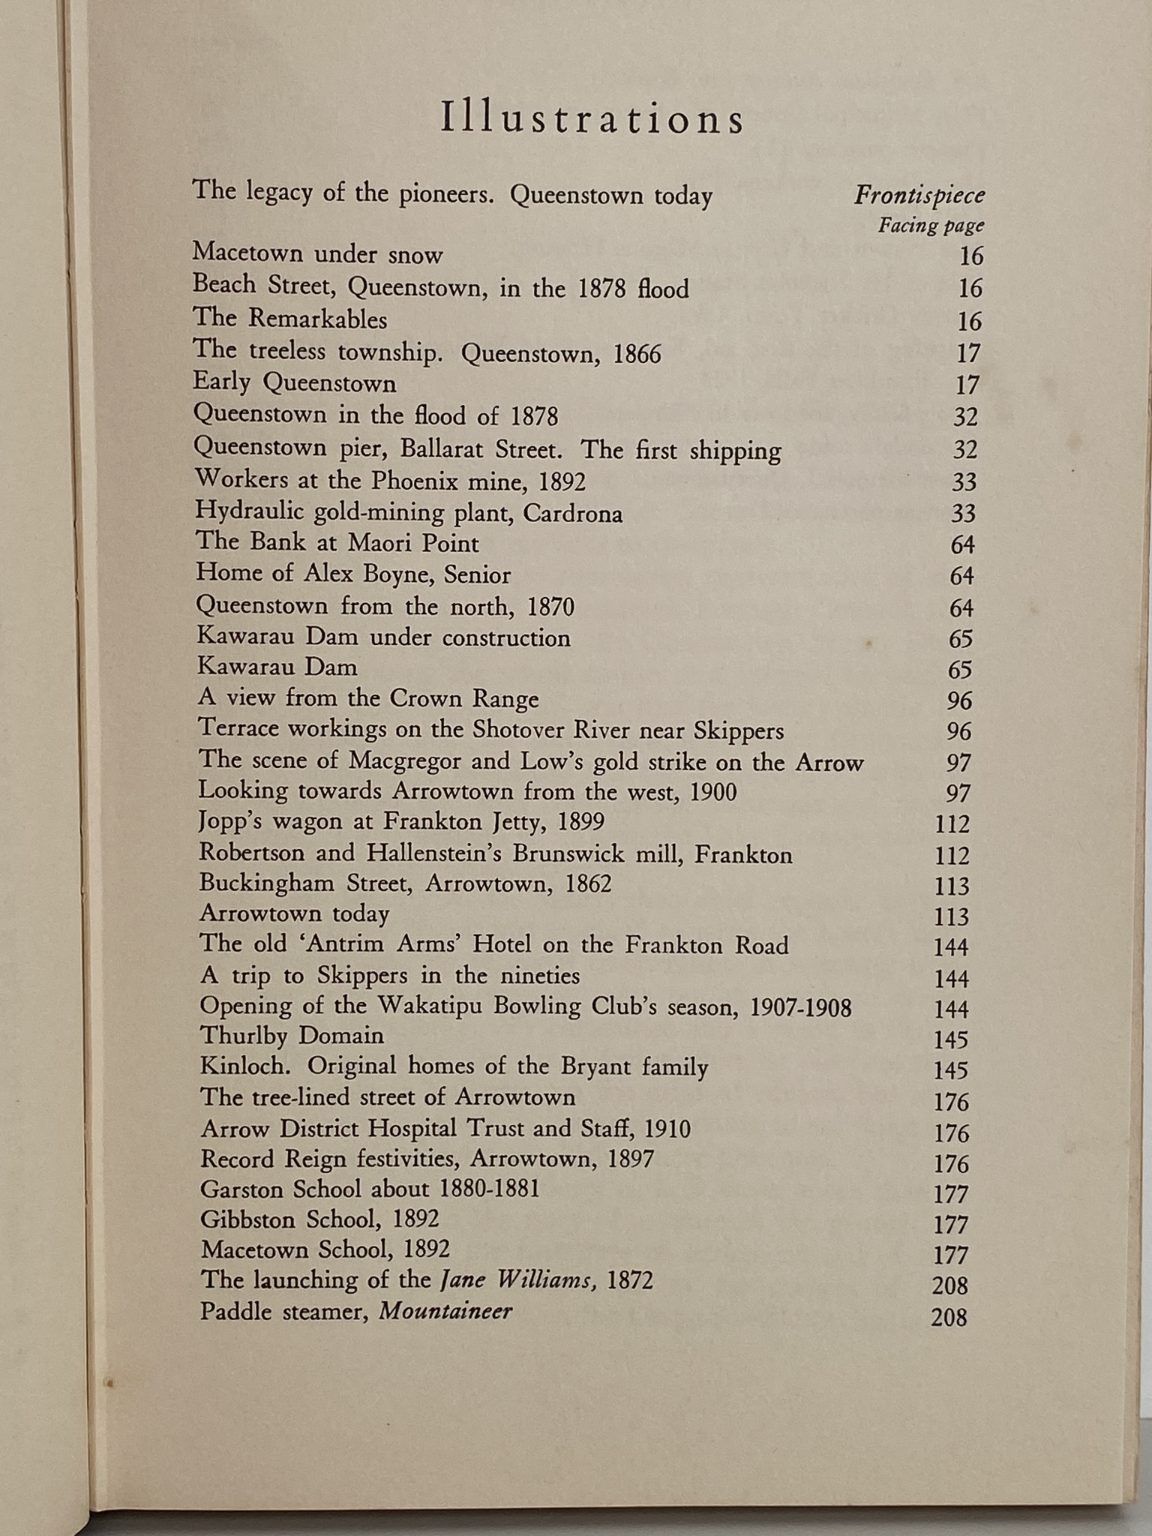 Illustrations
The legacy of the pioneers. Queenstown today Frontispiece
Facing page
Macetown under snow 16
Beach Street, Queenstown, in the 1878 flood 16
The Remarkables 16
The treeless township. Queenstown, 1866 17
Early Queenstown 17
Queenstown in the flood of 1878 32
Queenstown pier, Ballarat Street. The first shipping 32
Workers at the Phoenix mine, 1892 33
Hydraulic gold-mining plant, Cardrona 33
The Bank at Maori Point 64
Home of Alex Boyne, Senior 64
Queenstown from the north, 1870 64
Kawarau Dam under construction 65
Kawarau Dam 65
A view from the Crown Range 96
Terrace workings on the Shotover River near Skippers 96
The scene of Macgregor and Low's gold strike on the Arrow 97
Looking towards Arrowtown from the west, 1900 97
Jopp's wagon at Frankton Jetty, 1899 112
Robertson and Hallenstein's Brunswick mill, Frankton 112
Buckingham Street, Arrowtown, 1862 113
Arrowtown today 113
The old 'Antrim Arms' Hotel on the Frankton Road 144
A trip to Skippers in the nineties 144
Opening of the Wakatipu Bowling Club's season, 1907-1908 144
Thurlby Domain 145
Kinloch. Original homes of the Bryant family 145
The tree-lined street of Arrowtown 176
Arrow District Hospital Trust and Staff, 1910 176
Record Reign festivities, Arrowtown, 1897 176
Garston School about 1880-1881 177
Gibbston School, 1892 177
Macetown School, 1892 177
The launching of the Jane Williams, 1872 208
Paddle steamer, Mountaineer 208